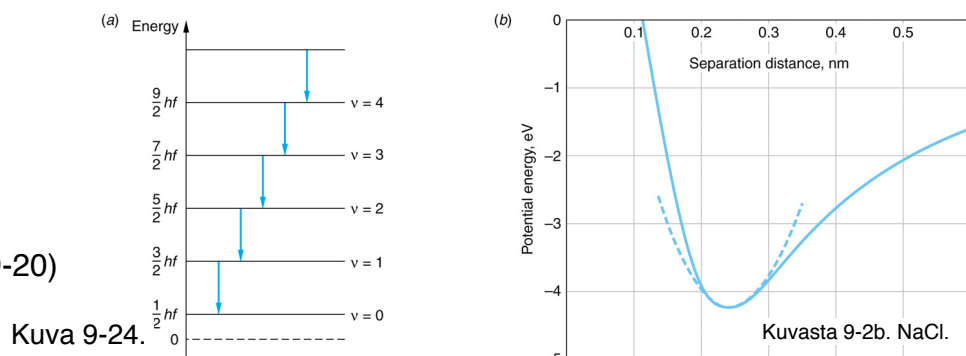 (a) Energy
9/2 hf ν = 4
7/2 hf ν = 3
5/2 hf ν = 2
3/2 hf ν = 1
1/2 hf ν = 0
0
-20)
Kuva 9-24.
(b)
0
0.1 0.2 0.3 0.4 0.5
Separation distance, nm
–1
–2
–3
–4
Potential energy, eV
Kuvasta 9-2b. NaCl.